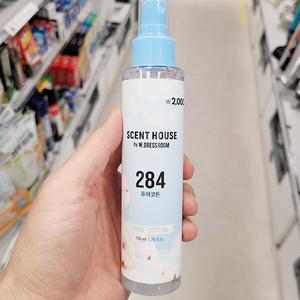 ₩2,000
SCENT HOUSE
by W.DRESSROOM
284
퓨어코튼
PURE COTTON